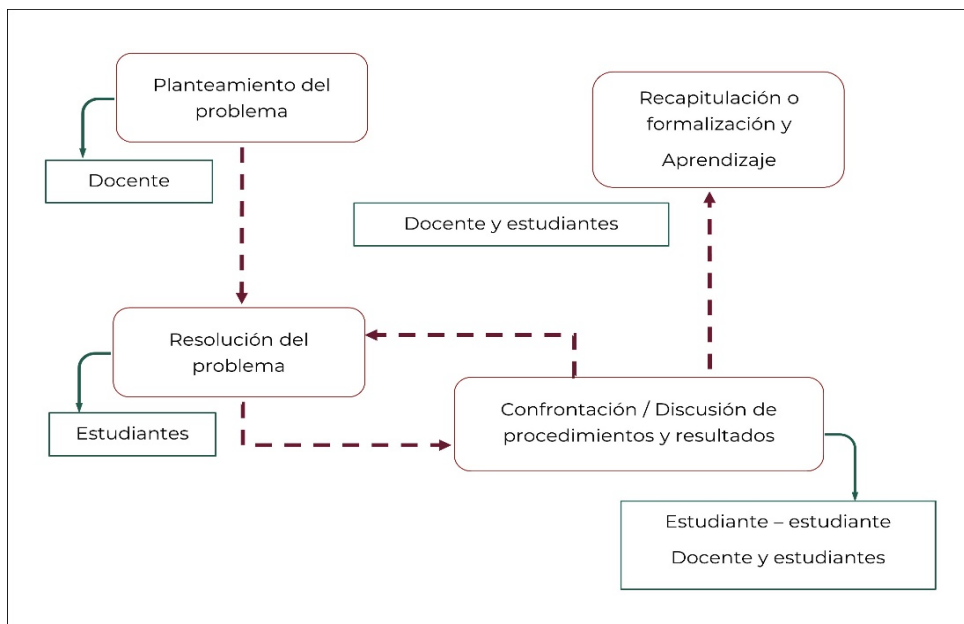 Planteamiento del
problema
Docente
Recapitulación o
formalización y
Aprendizaje
Docente y estudiantes
Resolución del
problema
Estudiantes
Confrontación / Discusión de
procedimientos y resultados
Estudiante – estudiante
Docente y estudiantes